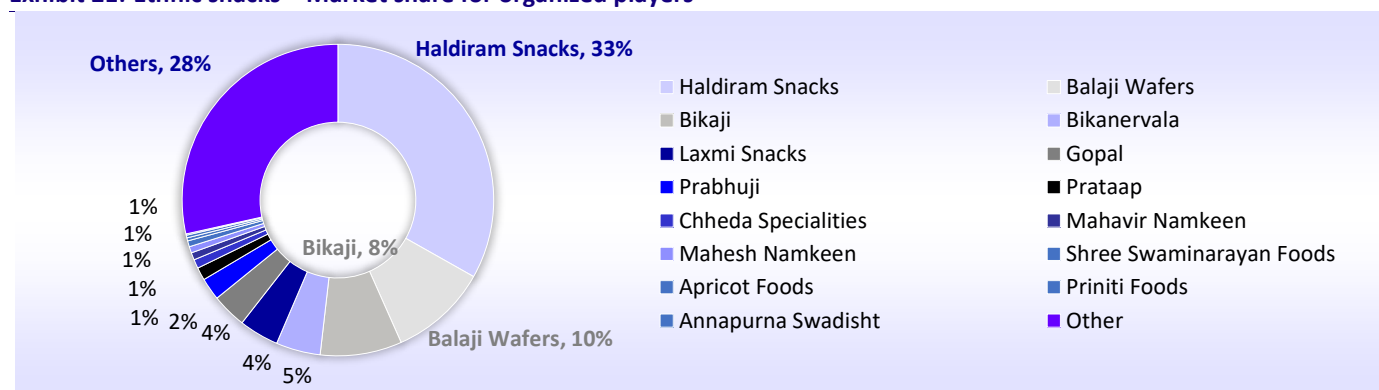 Haldiram Snacks, 33%
Others, 28%
Haldiram Snacks
Balaji Wafers
Bikaji
Bikanervala
Laxmi Snacks
Gopal
Prabhuji
Prataap
Chheda Specialities
Mahavir Namkeen
Mahesh Namkeen
Shree Swaminarayan Foods
Apricot Foods
Priniti Foods
Annapurna Swadisht
Other
1%
1%
1%
1%
1%
2%
4%
4%
5%
Bikaji, 8%
Balaji Wafers, 10%